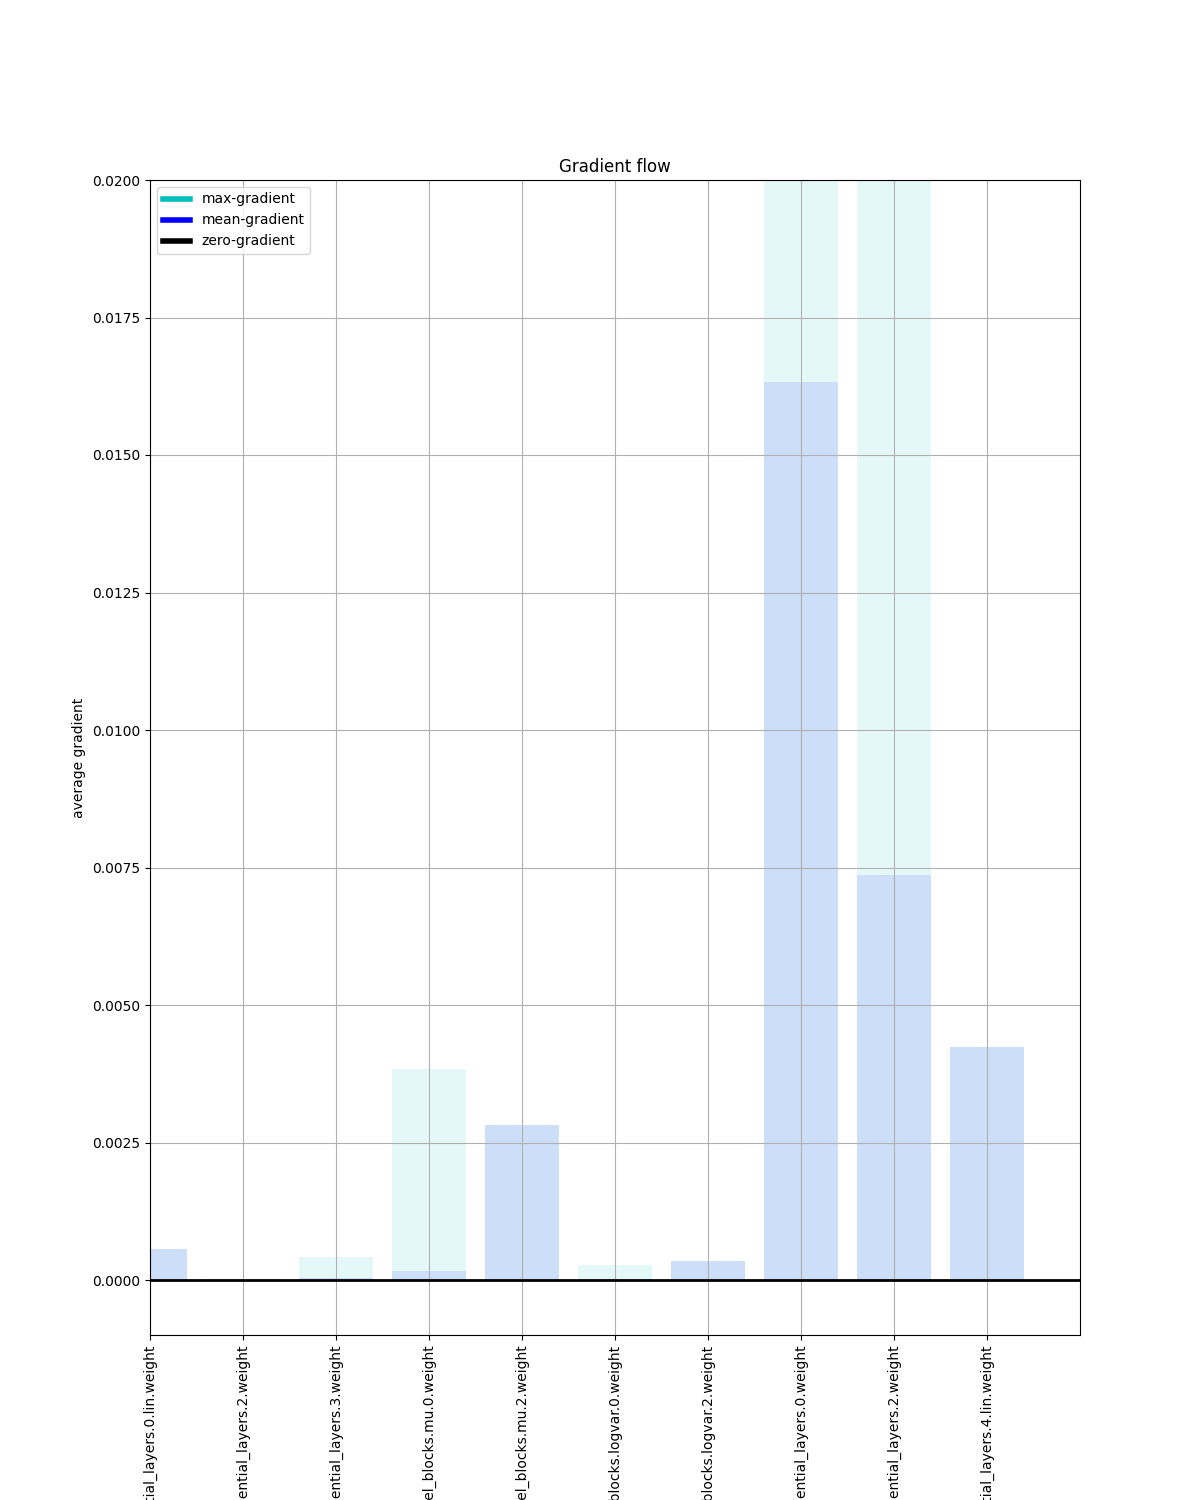 Gradient flow
max-gradient
mean-gradient
zero-gradient
0.0200
0.0175
0.0150
0.0125
0.0100
0.0075
0.0050
0.0025
0.0000
average gradient
tial_layers.0.lin.weight
ential_layers.2.weight
ential_layers.3.weight
el_blocks.mu.0.weight
el_blocks.mu.2.weight
blocks.logvar.0.weight
blocks.logvar.2.weight
ential_layers.0.weight
ential_layers.2.weight
tial_layers.4.lin.weight